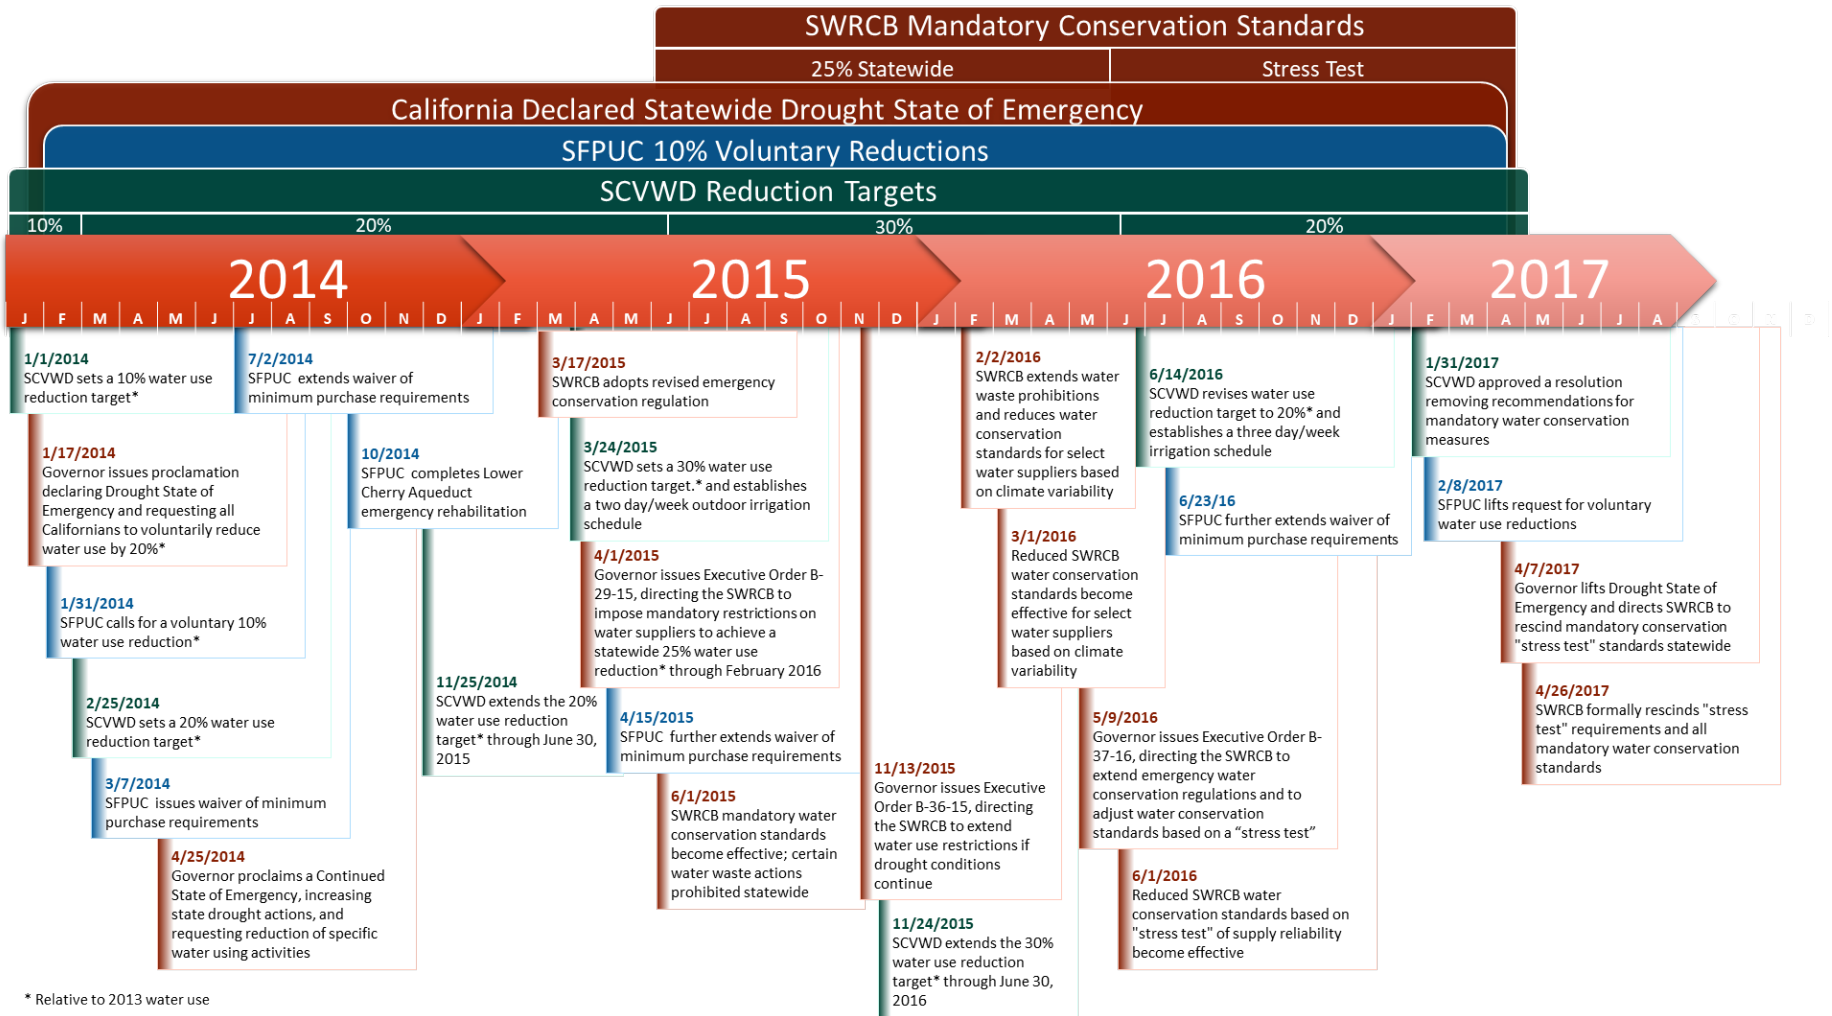 SWRCB Mandatory Conservation Standards
25% Statewide
Stress Test
California Declared Statewide Drought State of Emergency
SFPUC 10% Voluntary Reductions
SCVWD Reduction Targets
10%
20%
30%
20%
2014
2015
2016
2017
J F M A M J J A S O N D J F M A M J J A S O N D J F M A M J J A S O N D J F M A M J J A
1/1/2014
SCVWD sets a 10% water use
reduction target*
1/17/2014
Governor issues proclamation
declaring Drought State of
Emergency and requesting all
Californians to voluntarily reduce
water use by 20%*
1/31/2014
SFPUC calls for a voluntary 10%
water use reduction*
2/25/2014
SCVWD sets a 20% water use
reduction target*
3/7/2014
SFPUC issues waiver of minimum
purchase requirements
4/25/2014
Governor proclaims a Continued
State of Emergency, increasing
state drought actions, and
requesting reduction of specific
water using activities
7/2/2014
SFPUC extends waiver of
minimum purchase requirements
10/2014
SFPUC completes Lower
Cherry Aqueduct
emergency rehabilitation
11/25/2014
SCVWD extends the 20%
water use reduction
target* through June 30,
2015
3/17/2015
SWRCB adopts revised emergency
conservation regulation
3/24/2015
SCVWD sets a 30% water use
reduction target.* and establishes
a two day/week outdoor irrigation
schedule
4/1/2015
Governor issues Executive Order B-
29-15, directing the SWRCB to
impose mandatory restrictions on
water suppliers to achieve a
statewide 25% water use
reduction* through February 2016
4/15/2015
SFPUC further extends waiver of
minimum purchase requirements
6/1/2015
SWRCB mandatory water
conservation standards
become effective; certain
water waste actions
prohibited statewide
11/13/2015
Governor issues Executive
Order B-36-15, directing
the SWRCB to extend
water use restrictions if
drought conditions
continue
11/24/2015
SCVWD extends the 30%
water use reduction
target* through June 30,
2016
2/2/2016
SWRCB extends water
waste prohibitions
and reduces water
conservation
standards for select
water suppliers based
on climate variability
3/1/2016
Reduced SWRCB
water conservation
standards become
effective for select
water suppliers
based on climate
variability
5/9/2016
Governor issues Executive Order B-
37-16, directing the SWRCB to
extend emergency water
conservation regulations and to
adjust water conservation
standards based on a “stress test”
6/1/2016
Reduced SWRCB water
conservation standards based on
"stress test" of supply reliability
become effective
6/14/2016
SCVWD revises water use
reduction target to 20%* and
establishes a three day/week
irrigation schedule
6/23/16
SFPUC further extends waiver of
minimum purchase requirements
1/31/2017
SCVWD approved a resolution
removing recommendations for
mandatory water conservation
measures
2/8/2017
SFPUC lifts request for voluntary
water use reductions
4/7/2017
Governor lifts Drought State of
Emergency and directs SWRCB to
rescind mandatory conservation
"stress test" standards statewide
4/26/2017
SWRCB formally rescinds "stress
test" requirements and all
mandatory water conservation
standards
* Relative to 2013 water use